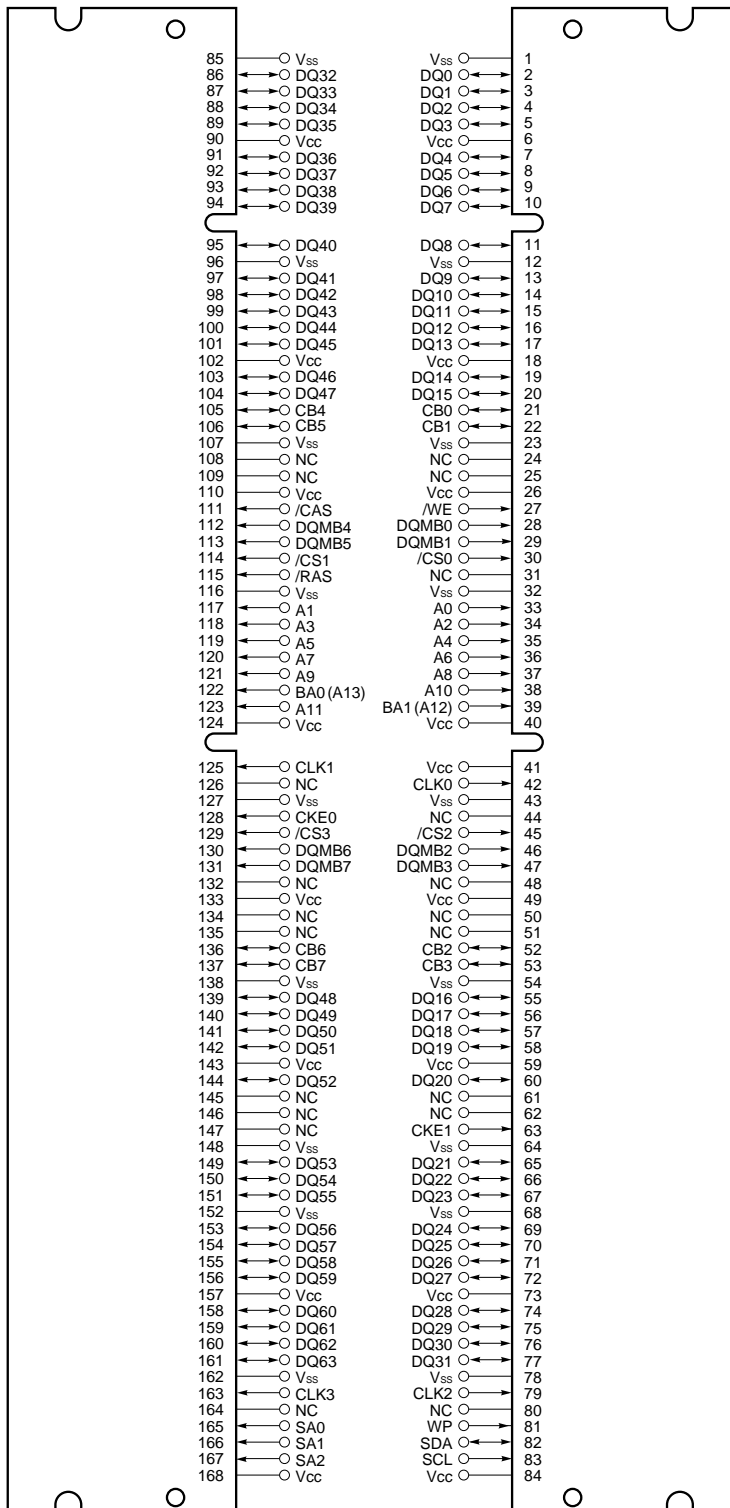 85 Vss Vss 1
86 DQ32 DQ0 2
87 DQ33 DQ1 3
88 DQ34 DQ2 4
89 DQ35 DQ3 5
90 Vcc Vcc 6
91 DQ36 DQ4 7
92 DQ37 DQ5 8
93 DQ38 DQ6 9
94 DQ39 DQ7 10
95 DQ40 DQ8 11
96 Vss Vss 12
97 DQ41 DQ9 13
98 DQ42 DQ10 14
99 DQ43 DQ11 15
100 DQ44 DQ12 16
101 DQ45 DQ13 17
102 Vcc Vcc 18
103 DQ46 DQ14 19
104 DQ47 DQ15 20
105 CB4 CB0 21
106 CB5 CB1 22
107 Vss Vss 23
108 NC NC 24
109 NC NC 25
110 Vcc Vcc 26
111 /CAS /WE 27
112 DQMB4 DQMB0 28
113 DQMB5 DQMB1 29
114 /CS1 /CS0 30
115 /RAS NC 31
116 Vss Vss 32
117 A1 A0 33
118 A3 A2 34
119 A5 A4 35
120 A7 A6 36
121 A9 A8 37
122 BA0 (A13) A10 38
123 A11 BA1 (A12) 39
124 Vcc Vcc 40
125 CLK1 Vcc 41
126 NC CLK0 42
127 Vss Vss 43
128 CKE0 NC 44
129 /CS3 /CS2 45
130 DQMB6 DQMB2 46
131 DQMB7 DQMB3 47
132 NC NC 48
133 Vcc Vcc 49
134 NC NC 50
135 NC NC 51
136 CB6 CB2 52
137 CB7 CB3 53
138 Vss Vss 54
139 DQ48 DQ16 55
140 DQ49 DQ17 56
141 DQ50 DQ18 57
142 DQ51 DQ19 58
143 Vcc Vcc 59
144 DQ52 DQ20 60
145 NC NC 61
146 NC NC 62
147 NC CKE1 63
148 Vss Vss 64
149 DQ53 DQ21 65
150 DQ54 DQ22 66
151 DQ55 DQ23 67
152 Vss Vss 68
153 DQ56 DQ24 69
154 DQ57 DQ25 70
155 DQ58 DQ26 71
156 DQ59 DQ27 72
157 Vcc Vcc 73
158 DQ60 DQ28 74
159 DQ61 DQ29 75
160 DQ62 DQ30 76
161 DQ63 DQ31 77
162 Vss Vss 78
163 CLK3 CLK2 79
164 NC NC 80
165 SA0 WP 81
166 SA1 SDA 82
167 SA2 SCL 83
168 Vcc Vcc 84